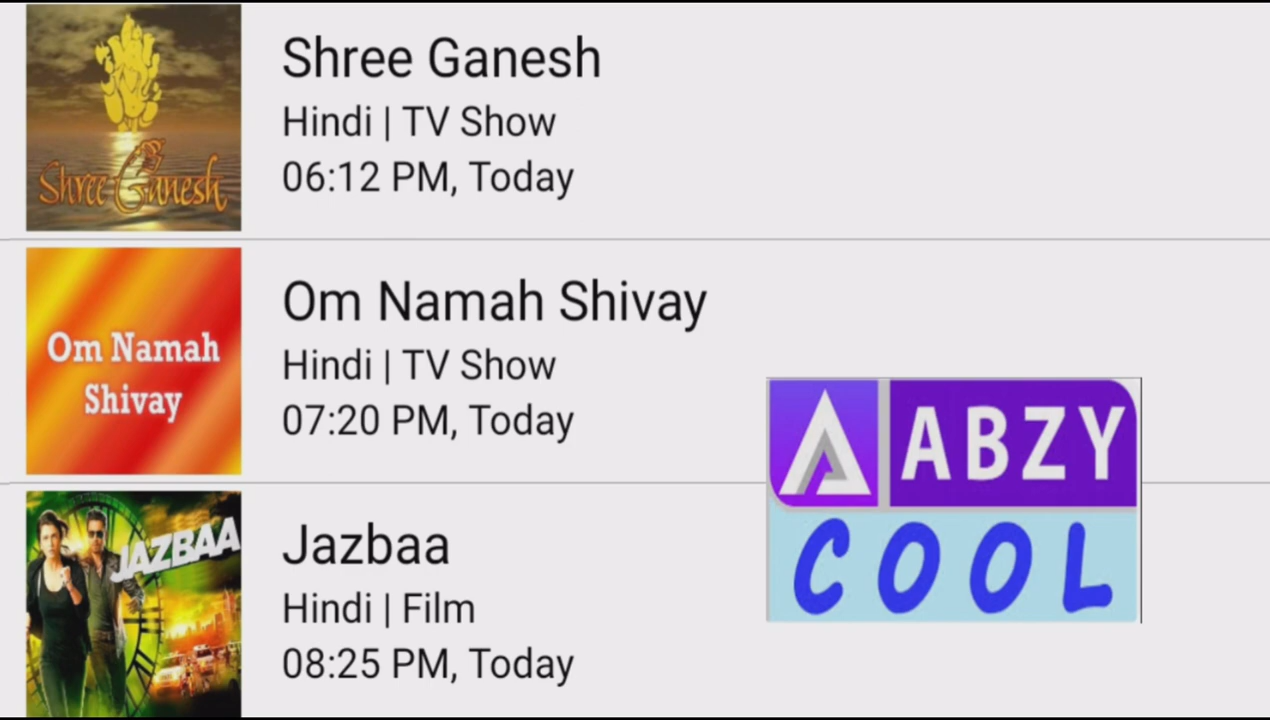 Shree Ganesh
Shree Ganesh
Hindi | TV Show
06:12 PM, Today
Om Namah
Shivay
Om Namah Shivay
Hindi | TV Show
07:20 PM, Today
JAZBAA
Jazbaa
Hindi | Film
08:25 PM, Today
ABZY
COOL